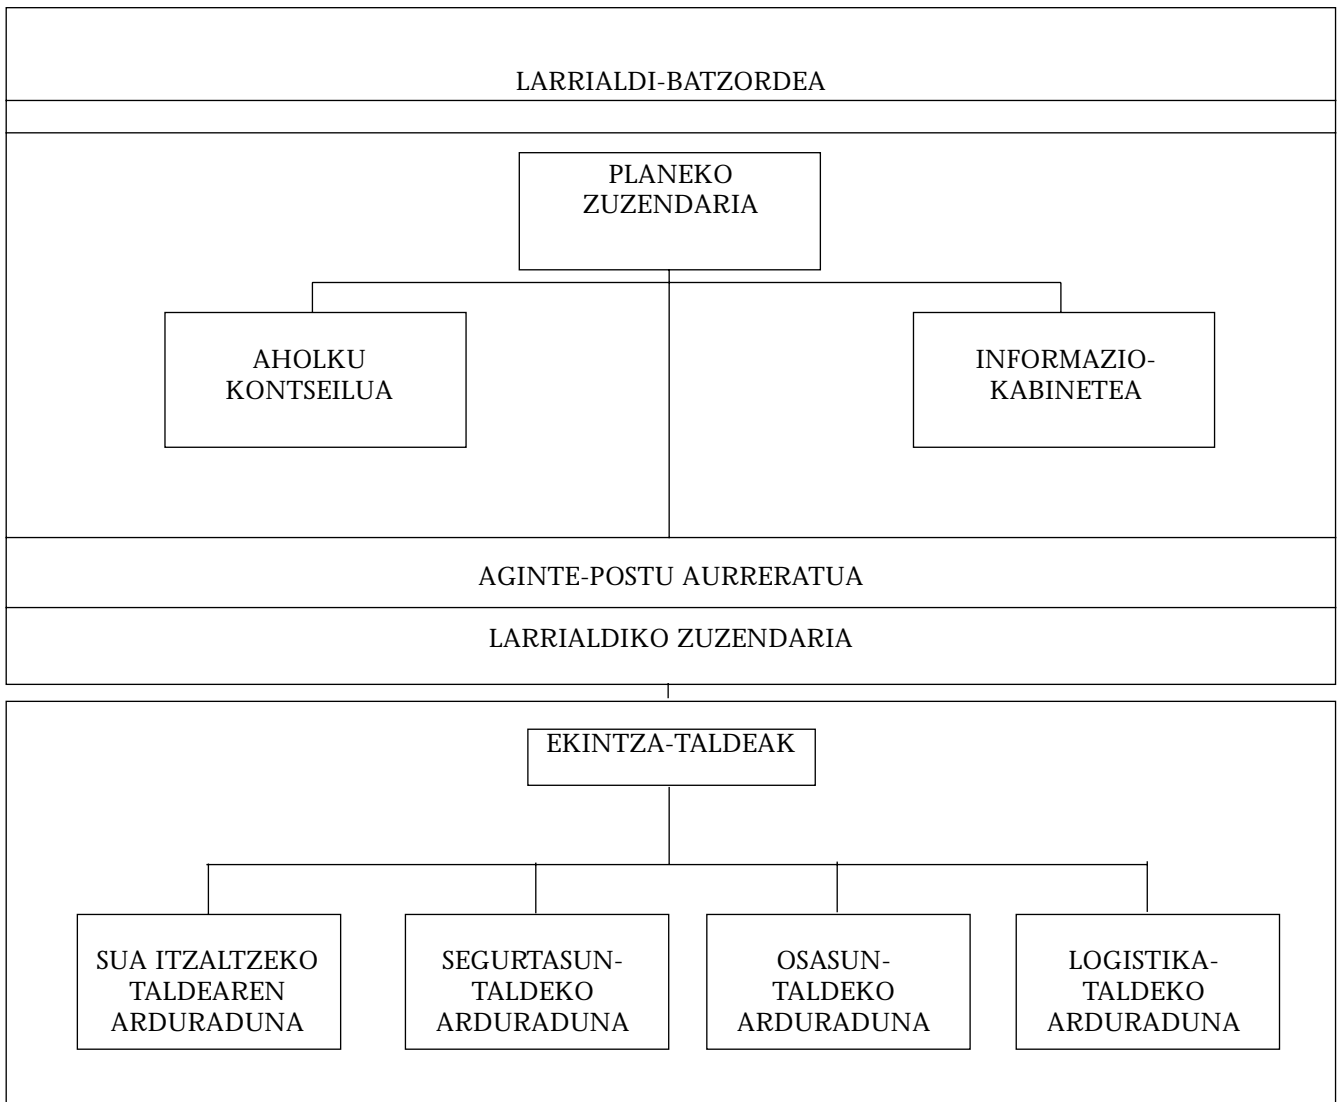 LARRIALDI-BATZORDEA
PLANEKO
ZUZENDARIA
AHOLKU
KONTSEILUA
INFORMAZIO-
KABINETEA
AGINTE-POSTU AURRERATUA
LARRIALDIKO ZUZENDARIA
EKINTZA-TALDEAK
SUA ITZALTZEKO
TALDEAREN
ARDURADUNA
SEGURTASUN-
TALDEKO
ARDURADUNA
OSASUN-
TALDEKO
ARDURADUNA
LOGISTIKA-
TALDEKO
ARDURADUNA